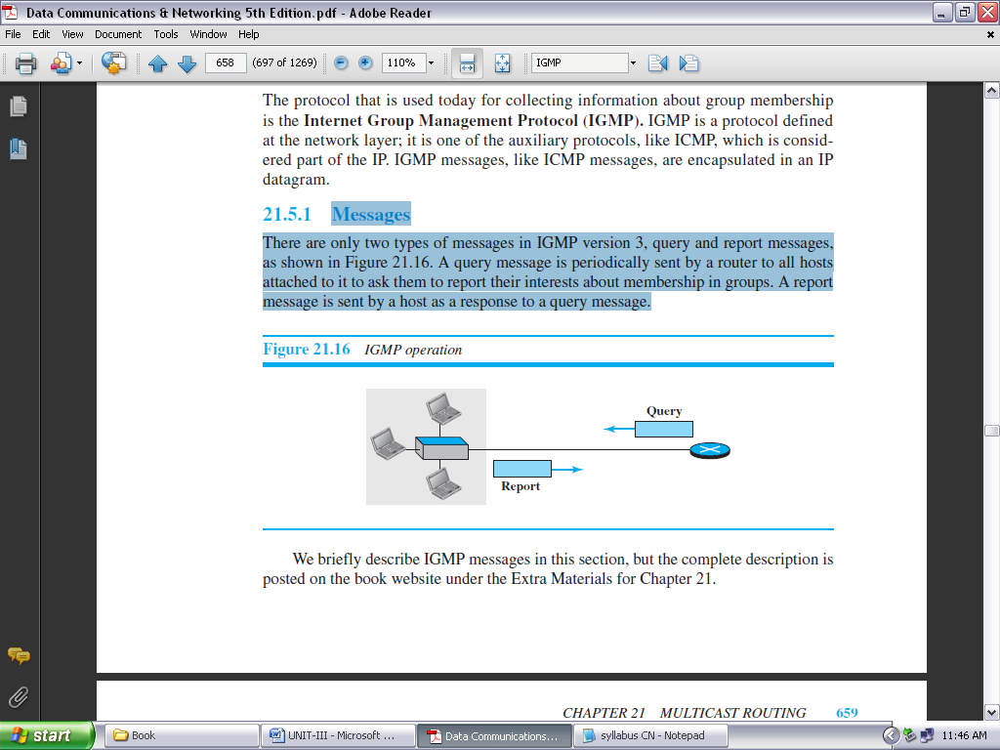 Data Communications & Networking 5th Edition.pdf - Adobe Reader
File Edit View Document Tools Window Help
658 (697 of 1269) 110% IGMP
The protocol that is used today for collecting information about group membership
is the Internet Group Management Protocol (IGMP). IGMP is a protocol defined
at the network layer; it is one of the auxiliary protocols, like ICMP, which is consid-
ered part of the IP. IGMP messages, like ICMP messages, are encapsulated in an IP
datagram.
21.5.1 Messages
There are only two types of messages in IGMP version 3, query and report messages,
as shown in Figure 21.16. A query message is periodically sent by a router to all hosts
attached to it to ask them to report their interests about membership in groups. A report
message is sent by a host as a response to a query message.
Figure 21.16 IGMP operation
Query
Report
We briefly describe IGMP messages in this section, but the complete description is
posted on the book website under the Extra Materials for Chapter 21.
CHAPTER 21 MULTICAST ROUTING 659
start Book UNIT-III - Microsoft ... Data Communications... syllabus CN - Notepad 11:46 AM